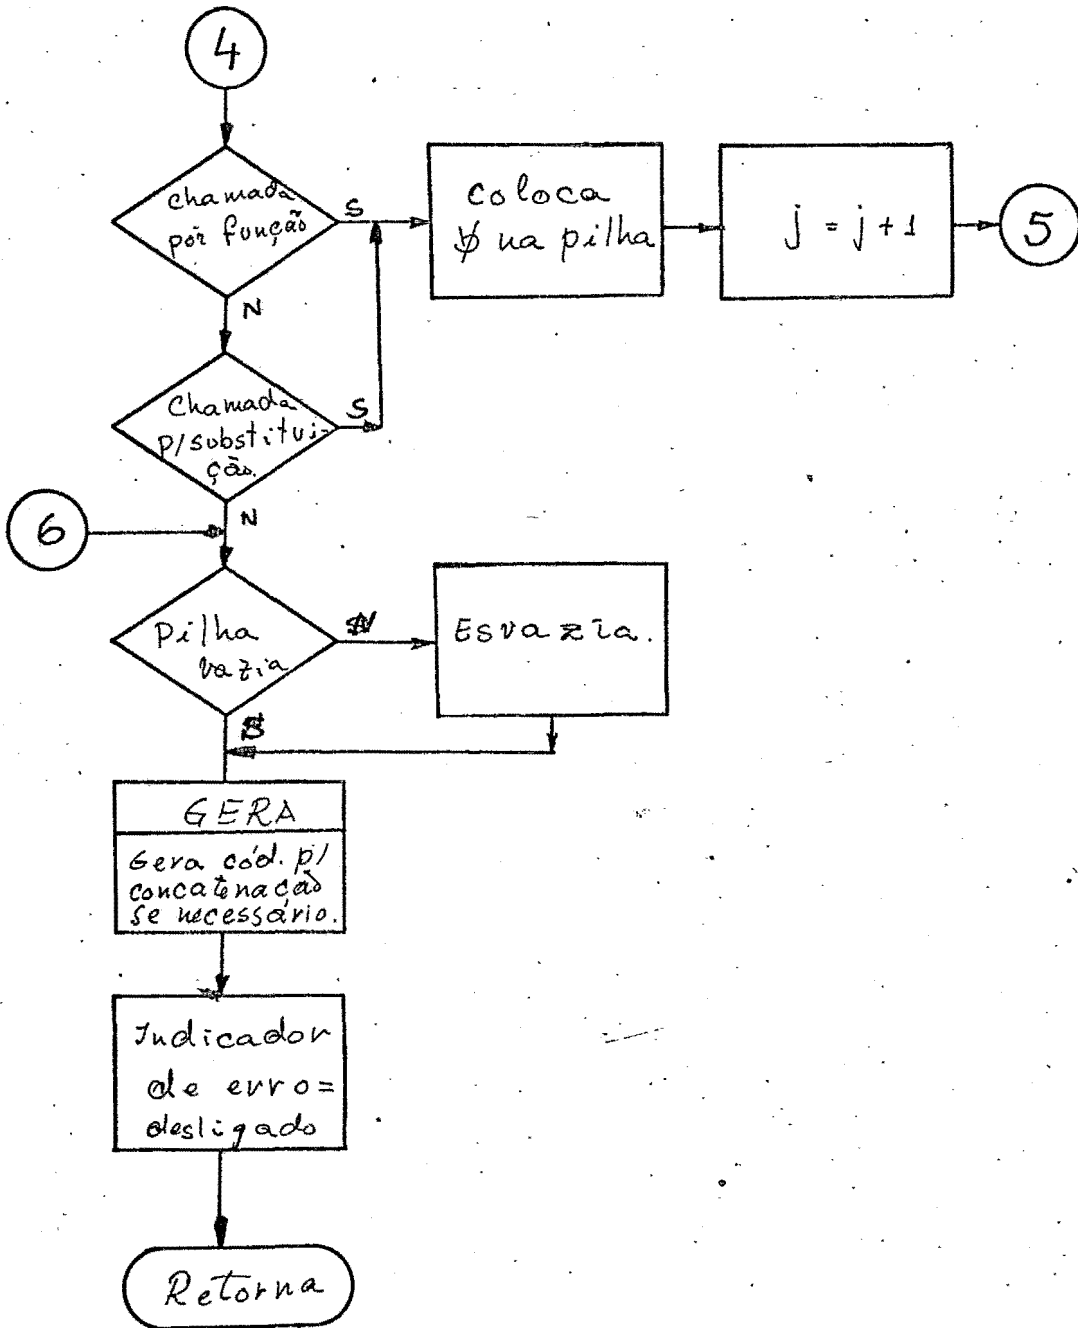 4
Chamada
por função
S
coloca
ɏ na pilha
j = j + 1
5
N
Chamada
p/substitui-
ção.
S
6
N
Pilha
vazia
N
Esvazia.
S
GERA
Gera cód. p/
concatenação
se necessário.
Indicador
de erro =
desligado
Retorna